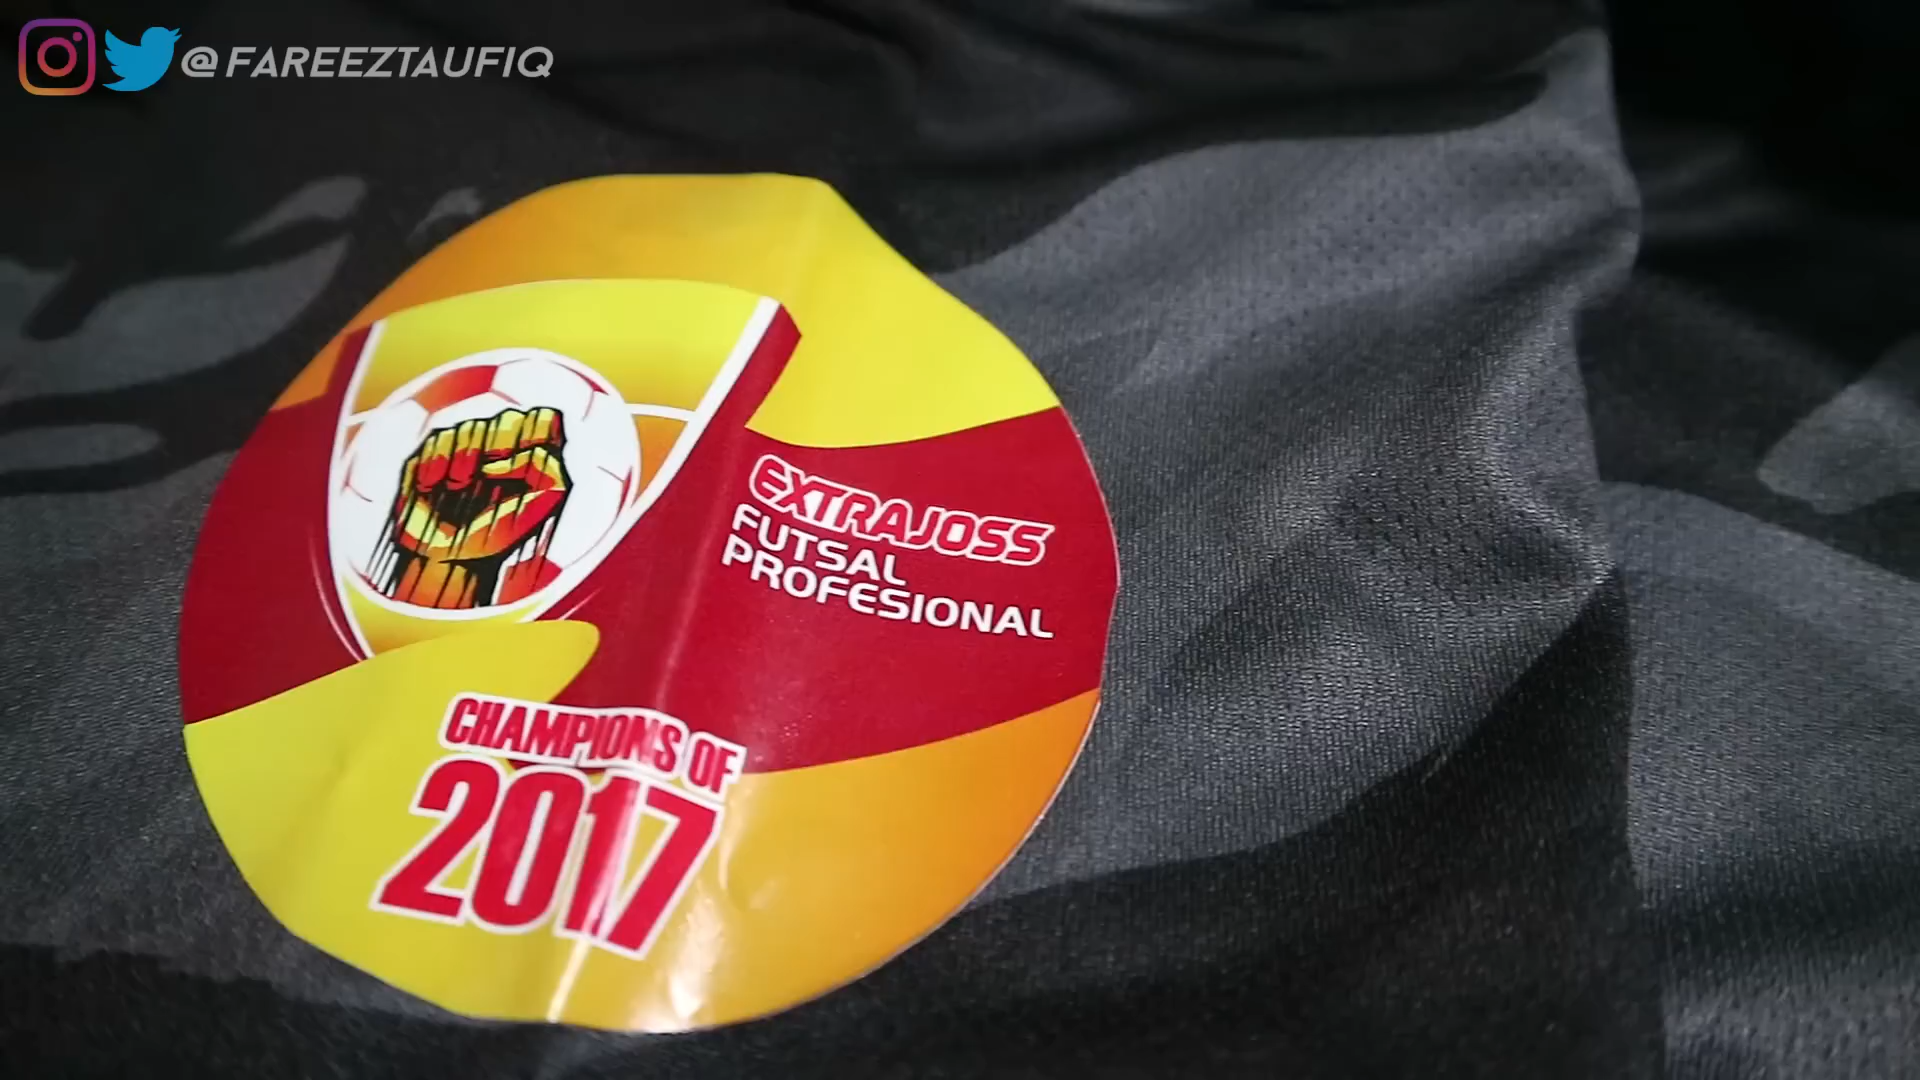 @FAREEZTAUFIQ
EXTRAJOSS
FUTSAL
PROFESIONAL
CHAMPIONS OF
2017